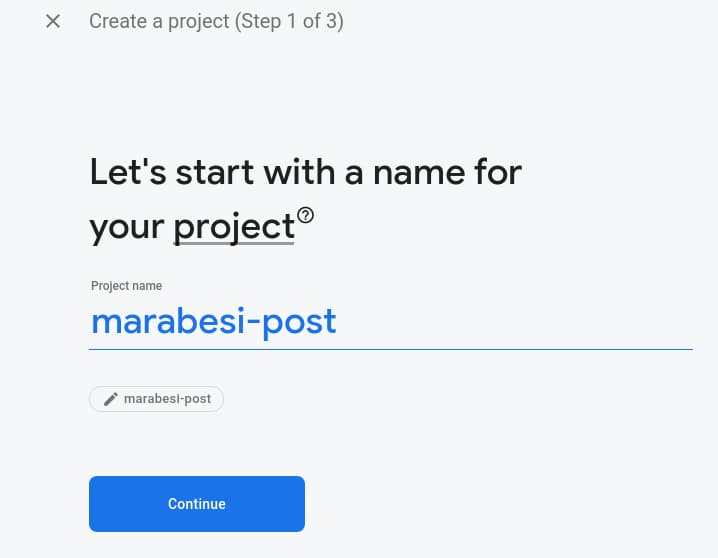 Create a project (Step 1 of 3)
Let's start with a name for
your project
Project name
marabesi-post
marabesi-post
Continue